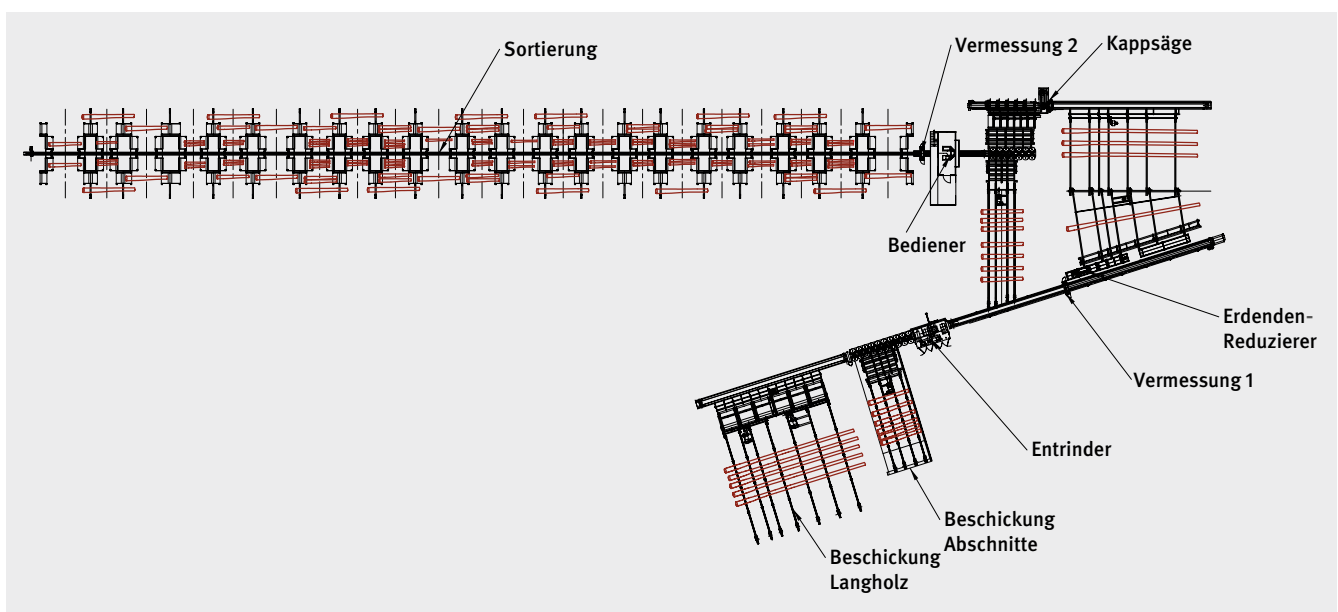 Sortierung
Vermessung 2
Kappsäge
Bediener
Erdenden-
Reduzierer
Vermessung 1
Entrinder
Beschickung
Abschnitte
Beschickung
Langholz